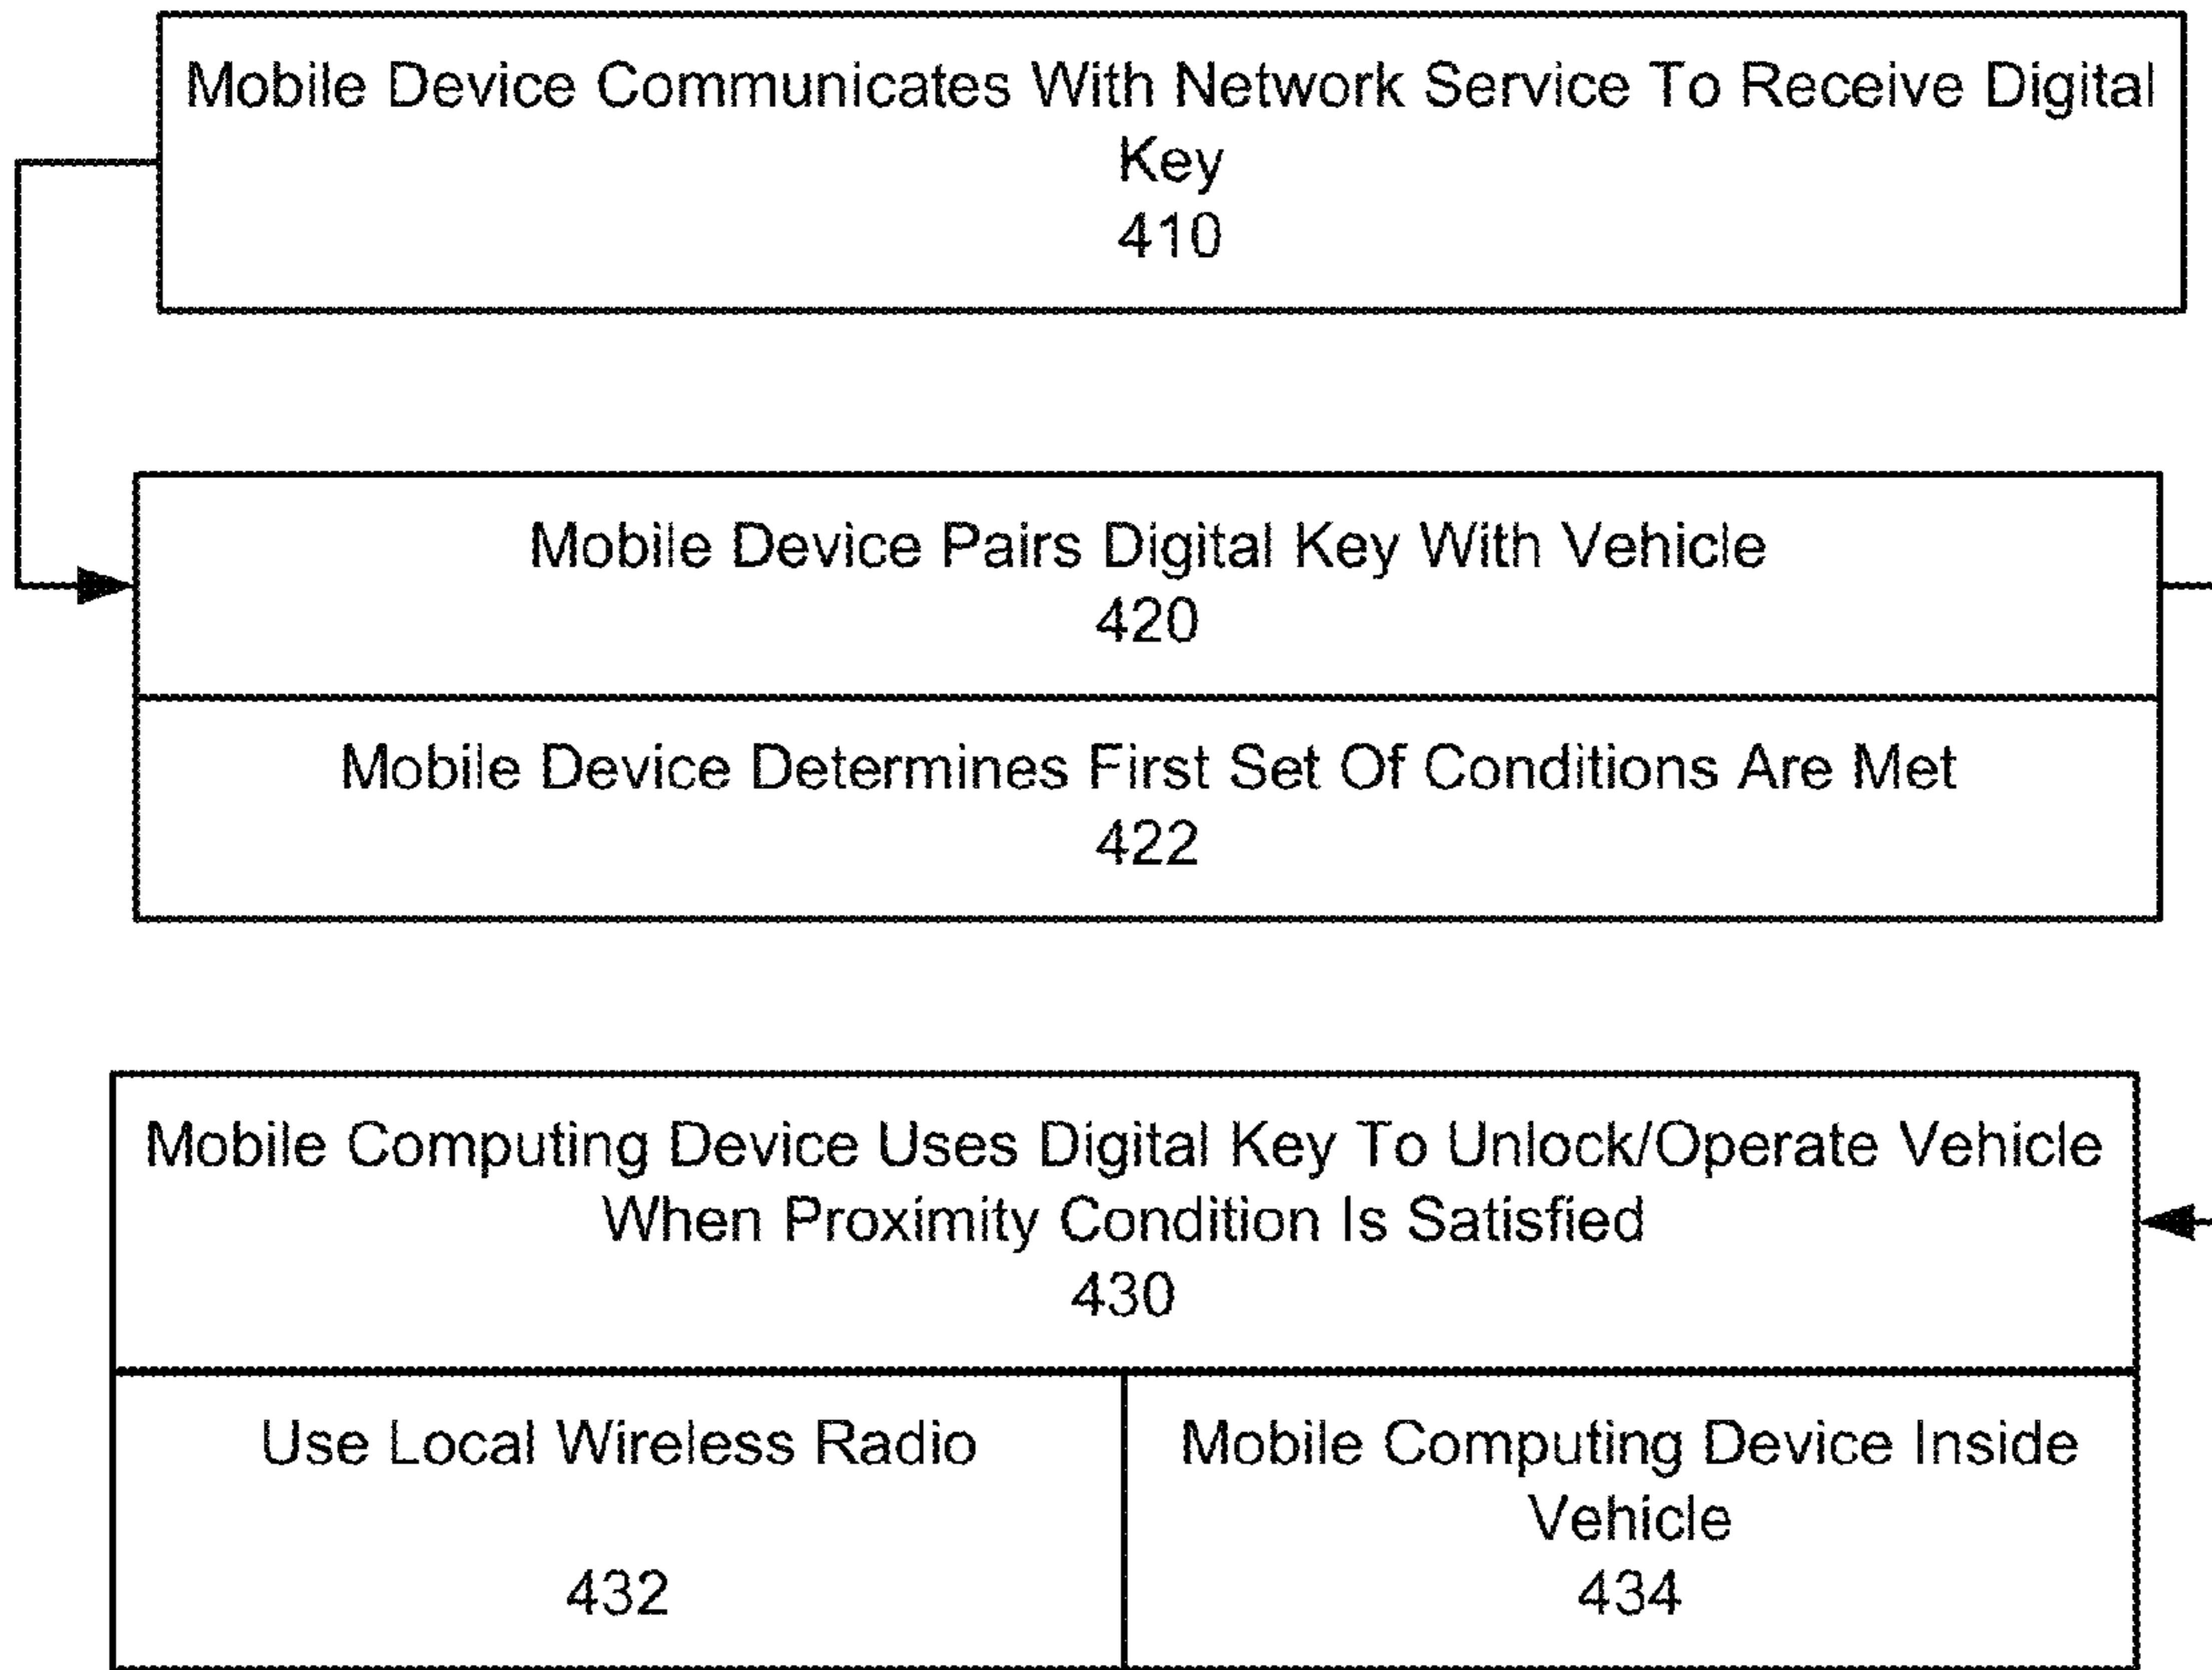 Mobile Device Communicates With Network Service To Receive Digital
Key
410
Mobile Device Pairs Digital Key With Vehicle
420
Mobile Device Determines First Set Of Conditions Are Met
422
Mobile Computing Device Uses Digital Key To Unlock/Operate Vehicle
When Proximity Condition Is Satisfied
430
Use Local Wireless Radio
432
Mobile Computing Device Inside
Vehicle
434